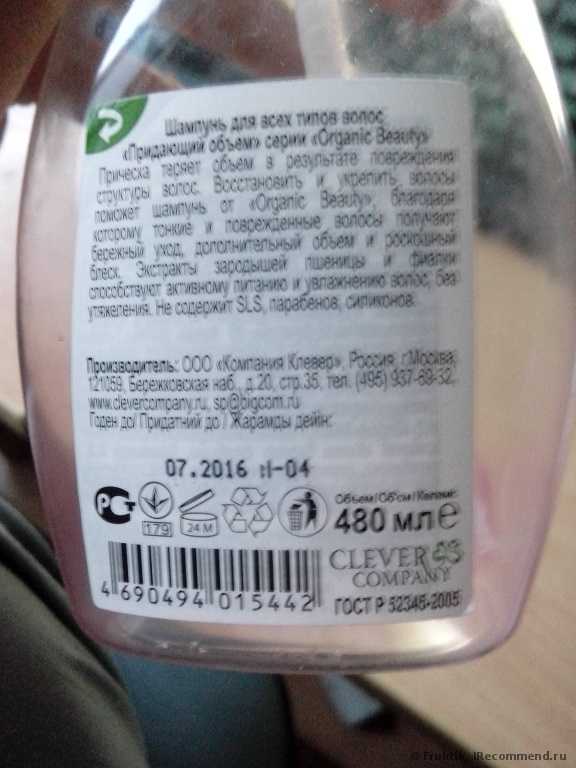 Шампунь для всех типов волос
«Придающий объем» серии «Organic Beauty»
Прическа теряет объем в результате повреждения
структуры волос. Восстановить и укрепить волосы
поможет шампунь от «Organic Beauty», благодаря
которому тонкие и поврежденные волосы получают
бережный уход, дополнительный объем и роскошный
блеск. Экстракты зародышей пшеницы и фиалки
способствуют активному питанию и увлажнению волос, без
утяжеления. Не содержит SLS, парабенов, силиконов.
Производитель: ООО «Компания Клевер», Россия, г.Москва,
121059, Бережковская наб., д.20, стр.35, тел. (495) 937-69-32,
www.clevercompany.ru, sp@bigcom.ru
Годен до/ Придатний до / Жарамды дейін:
07.2016 :I-04
РСТ
179
24 M
Объем/Об'єм/Көлемі:
480 мл e
CLEVER
COMPANY
4 690494 015442
ГОСТ Р 52345-2005
© Fruktik IRecommend.ru